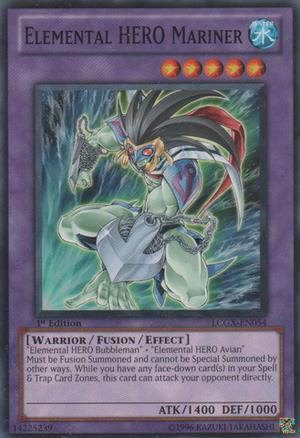 ELEMENTAL HERO MARINER
WATER
水
1st Edition
LCGX-EN054
[WARRIOR / FUSION / EFFECT]
"Elemental HERO Bubbleman" + "Elemental HERO Avian"
Must be Fusion Summoned and cannot be Special Summoned by
other ways. While you have any face-down card(s) in your Spell
& Trap Card Zones, this card can attack your opponent directly.
ATK/1400 DEF/1000
14225239
©1996 KAZUKI TAKAHASHI